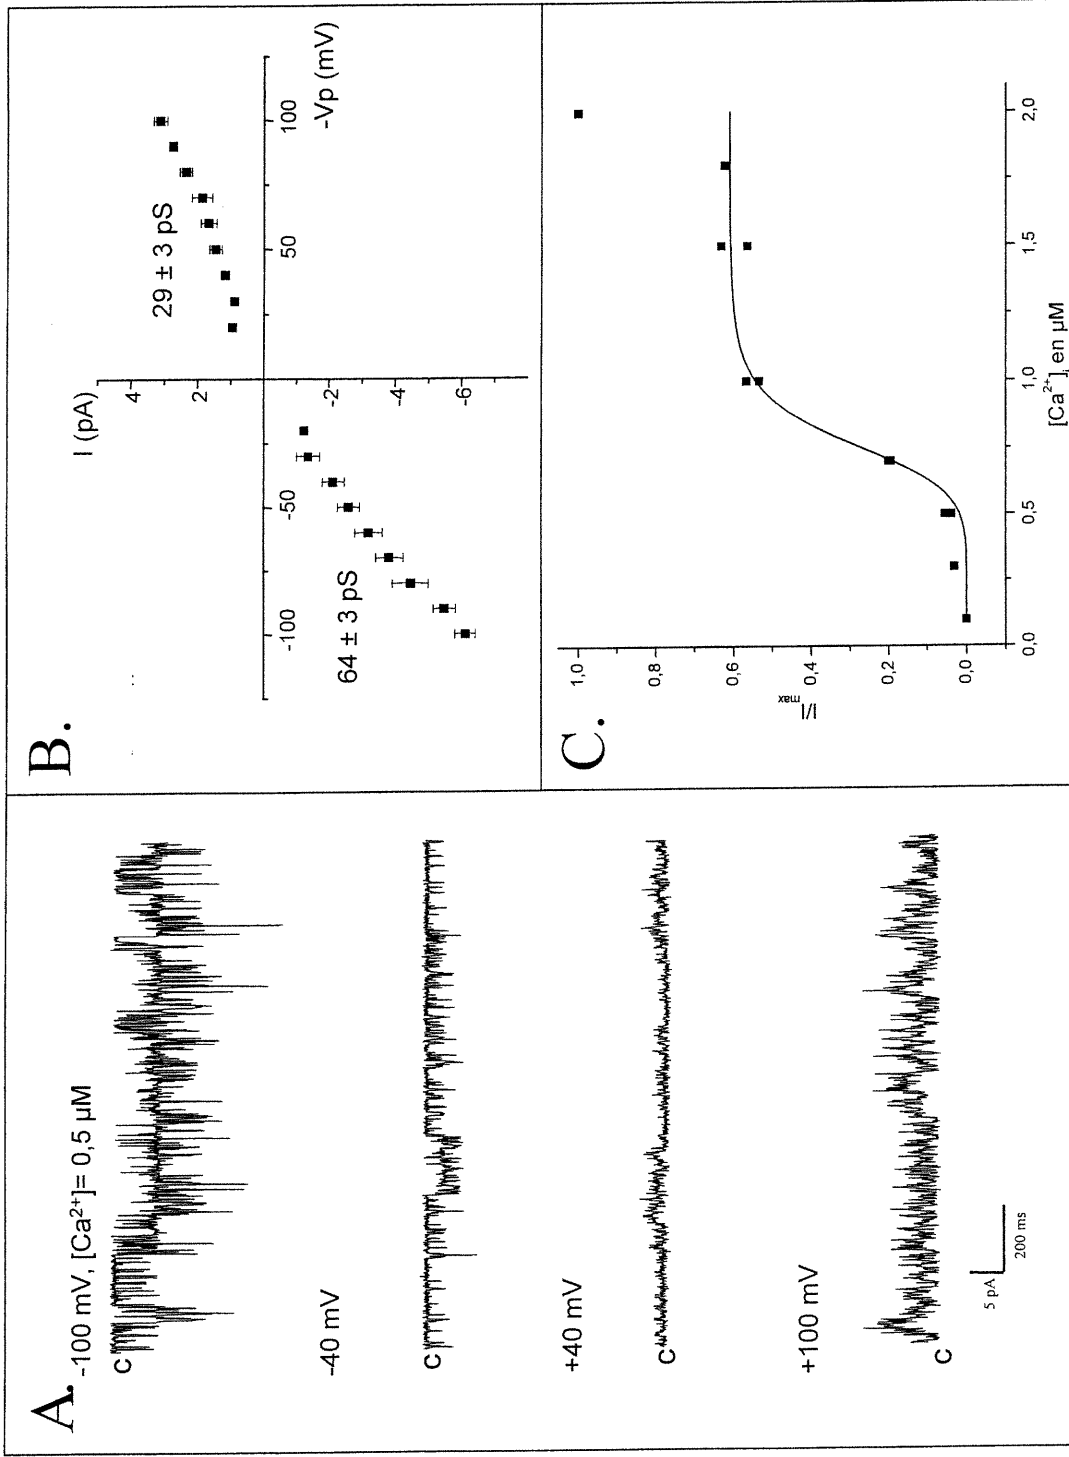 A.
-100 mV, [Ca²⁺]= 0,5 µM
C
-40 mV
C
+40 mV
C
+100 mV
C
5 pA
200 ms
B.
I (pA)
4
2
-2
-4
-6
-100
-50
50
100
-Vp (mV)
64 ± 3 pS
29 ± 3 pS
C.
I/Imax
1,0
0,8
0,6
0,4
0,2
0,0
0,0
0,5
1,0
1,5
2,0
[Ca²⁺]i en µM